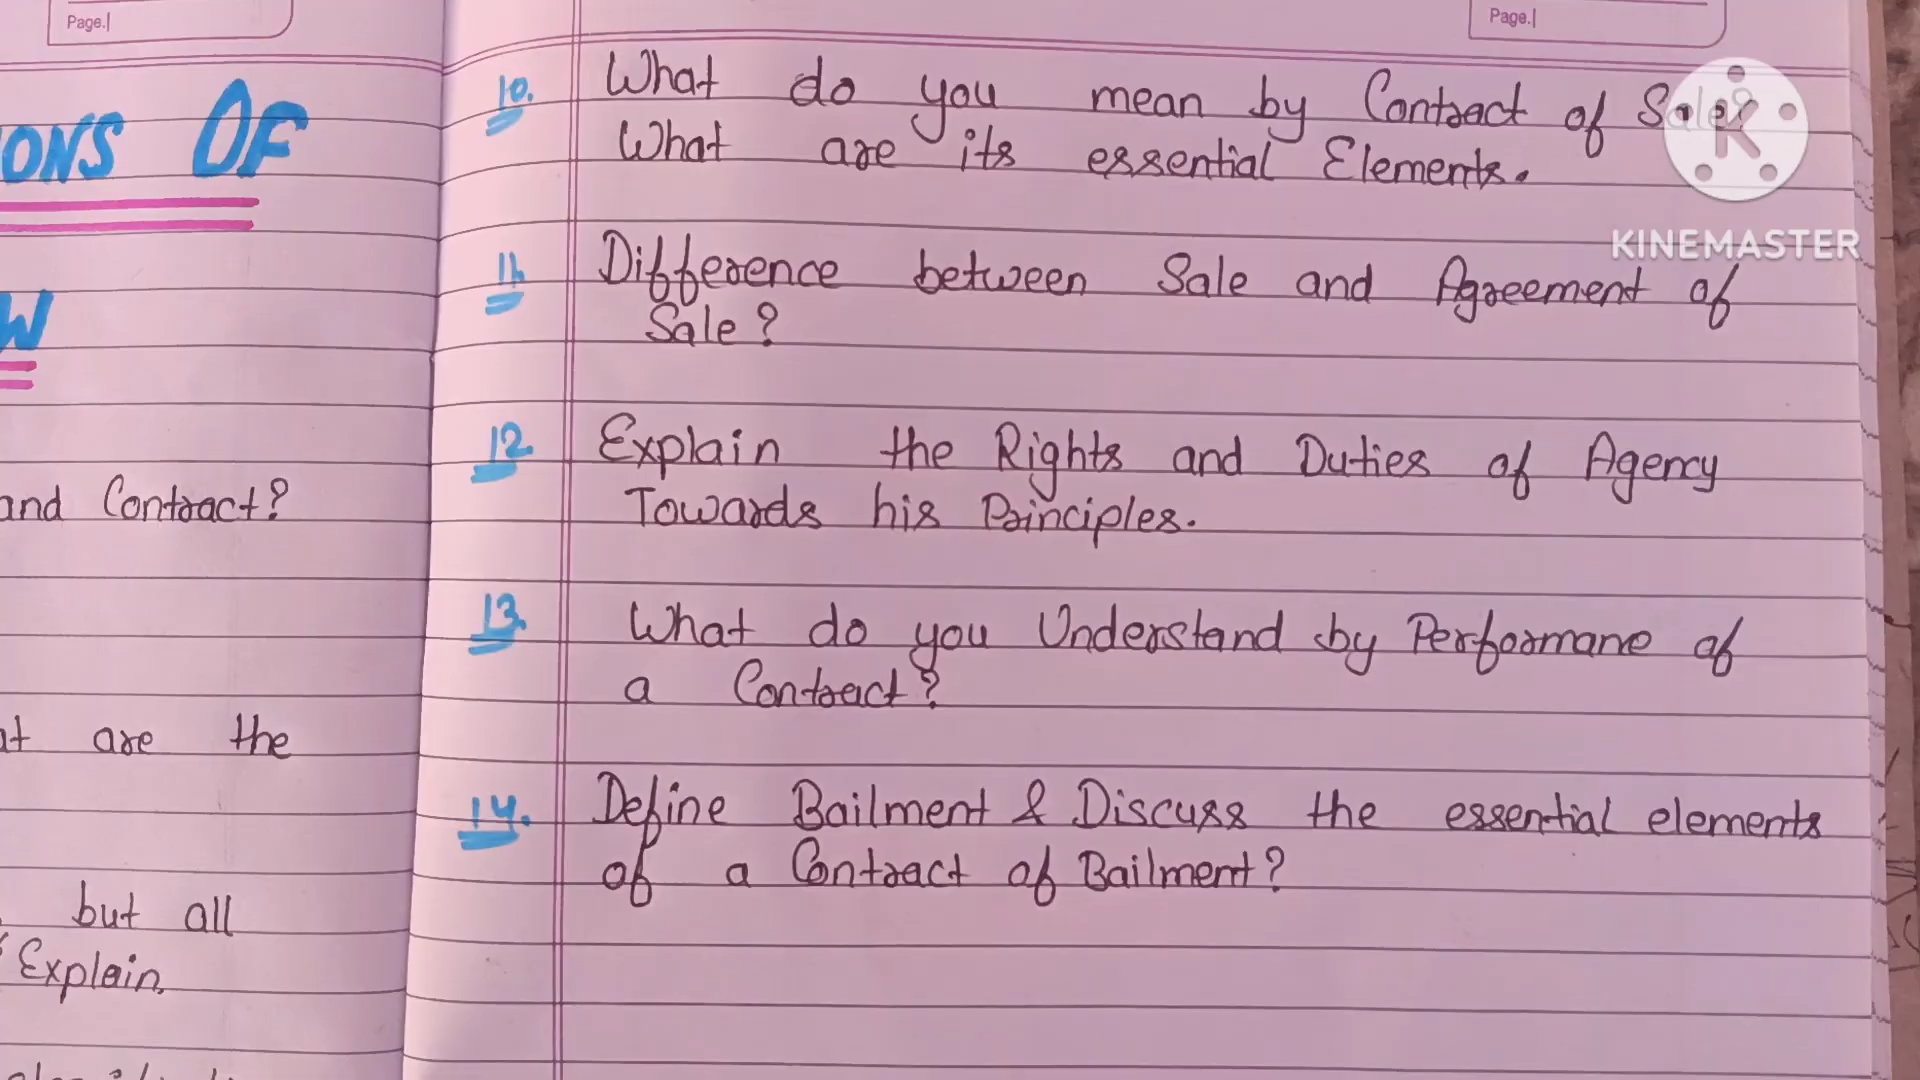 Page.
ONS OF
W
and Contract?
are the
but all
Explain.
Page.
10. What do you mean by Contract of Sale?
What are its essential Elements.
KINEMASTER
11. Difference between Sale and Agreement of
Sale?
12. Explain the Rights and Duties of Agency
Towards his Principles.
13. What do you Understand by Performane of
a Contract?
14. Define Bailment & Discuss the essential elements
of a Contract of Bailment?